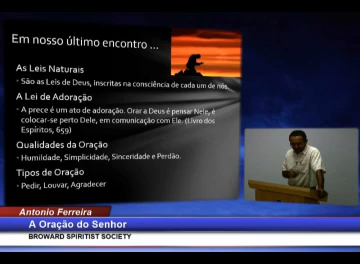 Em nosso último encontro ...
As Leis Naturais
- São as Leis de Deus, Inscritas na consciência de cada um de nós.
A Lei de Adoração
- A prece é um ato de adoração. Orar a Deus é pensar Nele, é
colocar-se perto Dele, em comunicação com Ele. (Livro dos
Espíritos, 659)
Qualidades da Oração
- Humildade, Simplicidade, Sinceridade e Perdão.
Tipos de Oração
- Pedir, Louvar, Agradecer
Antonio Ferreira
A Oração do Senhor
BROWARD SPIRITIST SOCIETY